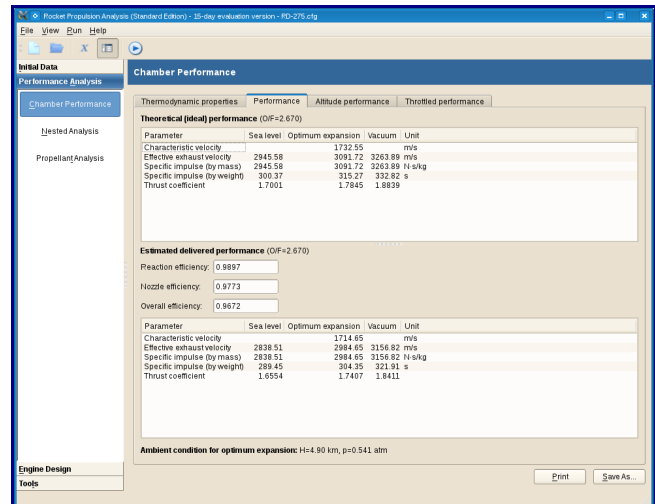 Rocket Propulsion Analysis (Standard Edition) - 15-day evaluation version - RD-275.cfg
File View Run Help
Initial Data
Performance Analysis
Chamber Performance
Nested Analysis
Propellant Analysis
Engine Design
Tools
Chamber Performance
Thermodynamic properties Performance Altitude performance Throttled performance
Theoretical (ideal) performance (O/F=2.670)
Parameter Sea level Optimum expansion Vacuum Unit
Characteristic velocity 1732.55 m/s
Effective exhaust velocity 2945.58 3091.72 3263.89 m/s
Specific impulse (by mass) 2945.58 3091.72 3263.89 N·s/kg
Specific impulse (by weight) 300.37 315.27 332.82 s
Thrust coefficient 1.7001 1.7845 1.8839
Estimated delivered performance (O/F=2.670)
Reaction efficiency: 0.9897
Nozzle efficiency: 0.9773
Overall efficiency: 0.9672
Parameter Sea level Optimum expansion Vacuum Unit
Characteristic velocity 1714.65 m/s
Effective exhaust velocity 2838.51 2984.65 3156.82 m/s
Specific impulse (by mass) 2838.51 2984.65 3156.82 N·s/kg
Specific impulse (by weight) 289.45 304.35 321.91 s
Thrust coefficient 1.6554 1.7407 1.8411
Ambient condition for optimum expansion: H=4.90 km, p=0.541 atm
Print Save As...